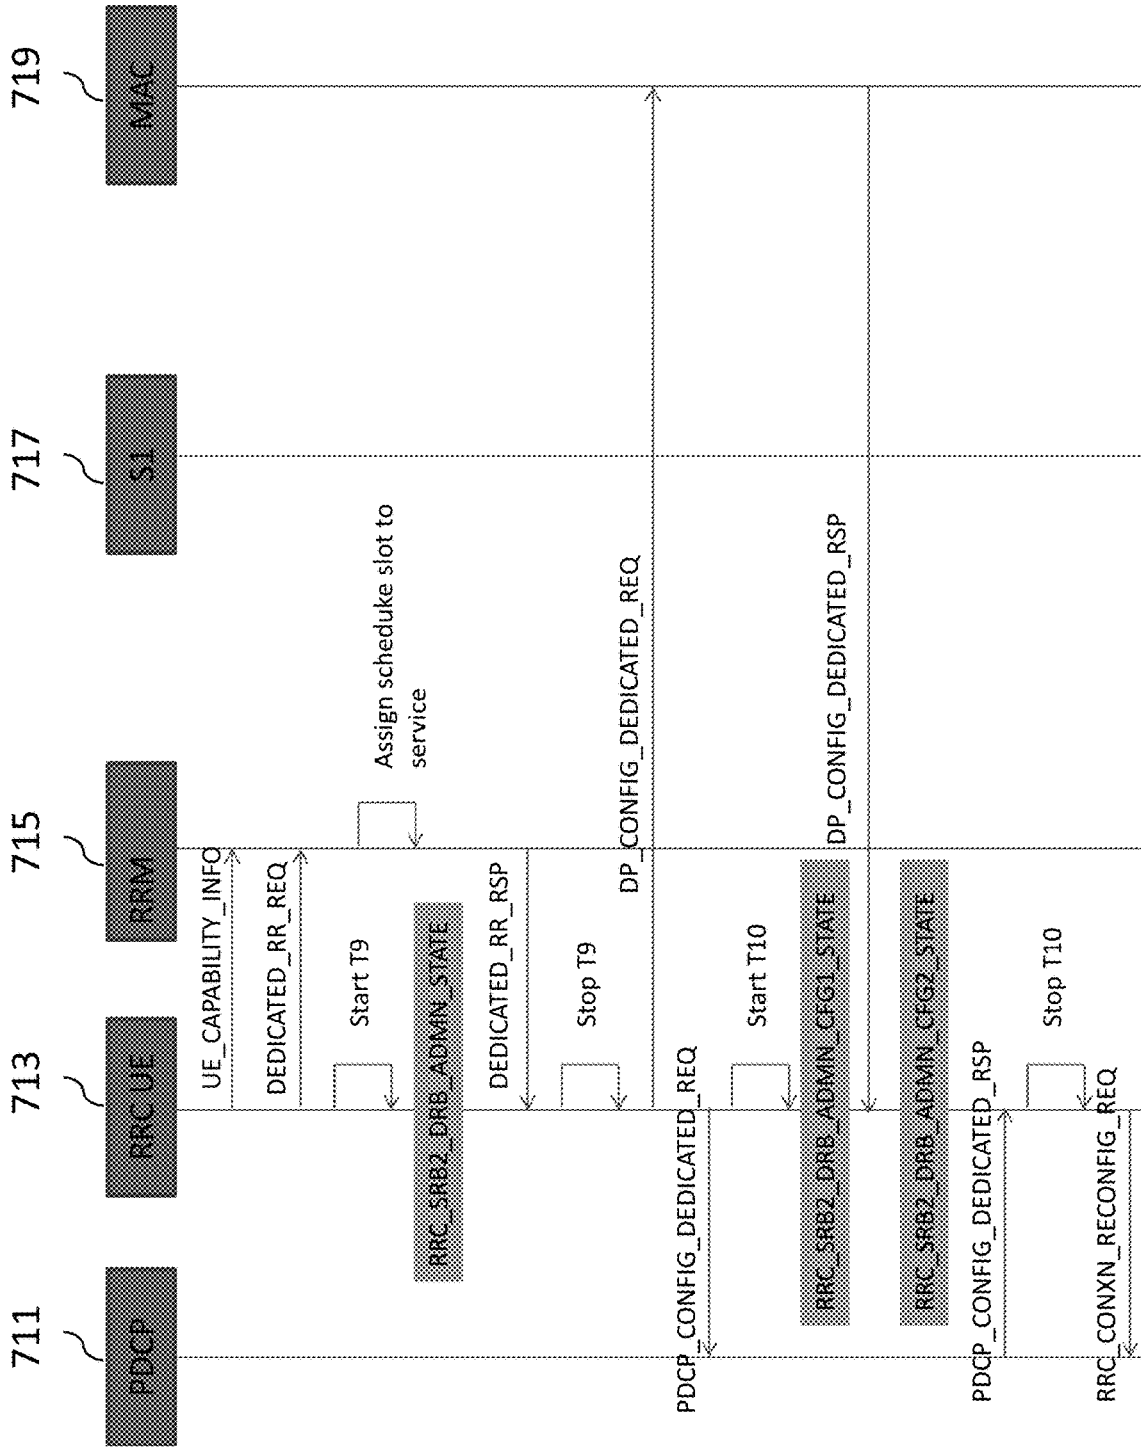 711
713
715
717
719
PDCP
RRC UE
RRM
S1
MAC
UE_CAPABILITY_INFO
DEDICATED_RR_REQ
Start T9
Assign scheduke slot to
service
RRC_SRB2_DRB_ADMN_STATE
DEDICATED_RR_RSP
Stop T9
DP_CONFIG_DEDICATED_REQ
PDCP_CONFIG_DEDICATED_REQ
Start T10
RRC_SRB2_DRB_ADMN_CFG1_STATE
DP_CONFIG_DEDICATED_RSP
RRC_SRB2_DRB_ADMN_CFG2_STATE
PDCP_CONFIG_DEDICATED_RSP
Stop T10
RRC_CONXN_RECONFIG_REQ